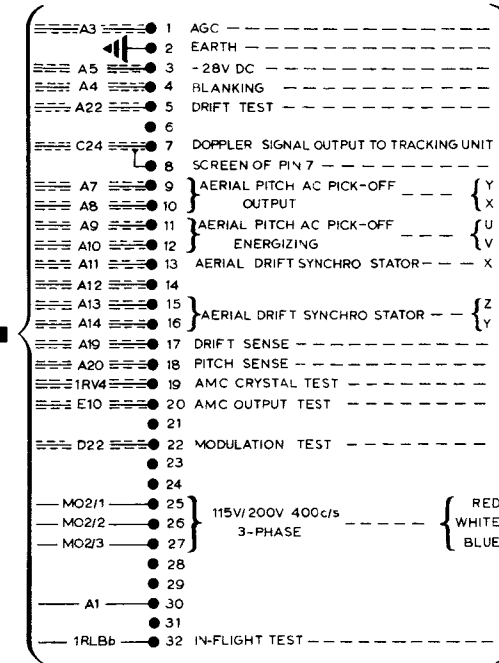 A3 1 AGC
2 EARTH
A5 3 -28V DC
A4 4 BLANKING
A22 5 DRIFT TEST
6
C24 7 DOPPLER SIGNAL OUTPUT TO TRACKING UNIT
8 SCREEN OF PIN 7
A7 9 AERIAL PITCH AC PICK-OFF Y
A8 10 OUTPUT X
A9 11 AERIAL PITCH AC PICK-OFF U
A10 12 ENERGIZING V
A11 13 AERIAL DRIFT SYNCHRO STATOR X
A12 14
A13 15 Z
AERIAL DRIFT SYNCHRO STATOR
A14 16 Y
A19 17 DRIFT SENSE
A20 18 PITCH SENSE
1RV4 19 AMC CRYSTAL TEST
E10 20 AMC OUTPUT TEST
21
D22 22 MODULATION TEST
23
24
MO2/1 25 RED
115V/200V 400c/s
MO2/2 26 WHITE
3-PHASE
MO2/3 27 BLUE
28
29
A1 30
31
1RLBb 32 IN-FLIGHT TEST